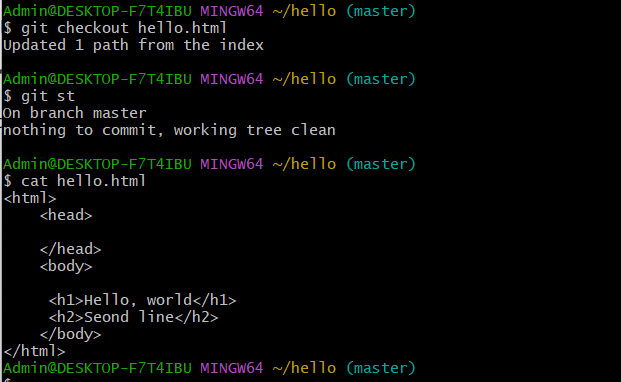 Admin@DESKTOP-F7T4IBU MINGW64 ~/hello (master)
$ git checkout hello.html
Updated 1 path from the index
Admin@DESKTOP-F7T4IBU MINGW64 ~/hello (master)
$ git st
On branch master
nothing to commit, working tree clean
Admin@DESKTOP-F7T4IBU MINGW64 ~/hello (master)
$ cat hello.html
<html>
    <head>
    </head>
    <body>
     <h1>Hello, world</h1>
     <h2>Seond line</h2>
    </body>
</html>
Admin@DESKTOP-F7T4IBU MINGW64 ~/hello (master)
$